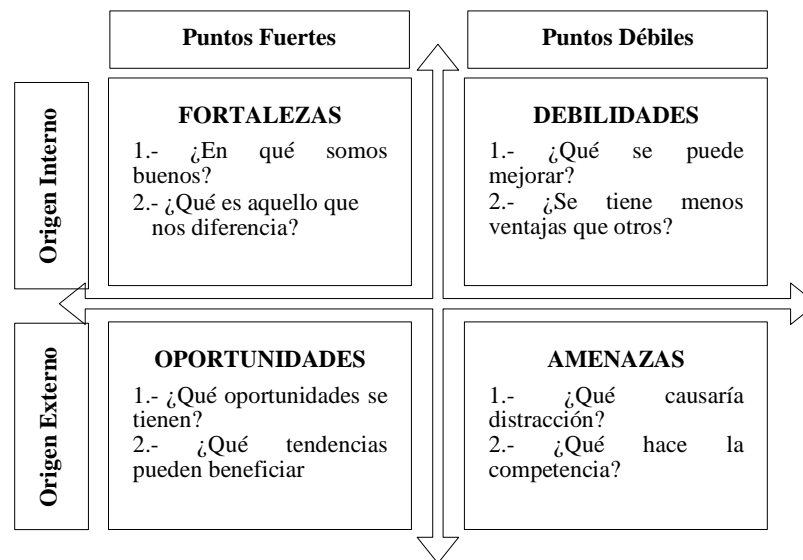 Puntos Fuertes
Puntos Débiles
Origen Interno
FORTALEZAS
1.- ¿En qué somos
buenos?
2.- ¿Qué es aquello que
nos diferencia?
DEBILIDADES
1.- ¿Qué se puede
mejorar?
2.- ¿Se tiene menos
ventajas que otros?
Origen Externo
OPORTUNIDADES
1.- ¿Qué oportunidades se
tienen?
2.- ¿Qué tendencias
pueden beneficiar
AMENAZAS
1.- ¿Qué causaría
distracción?
2.- ¿Qué hace la
competencia?